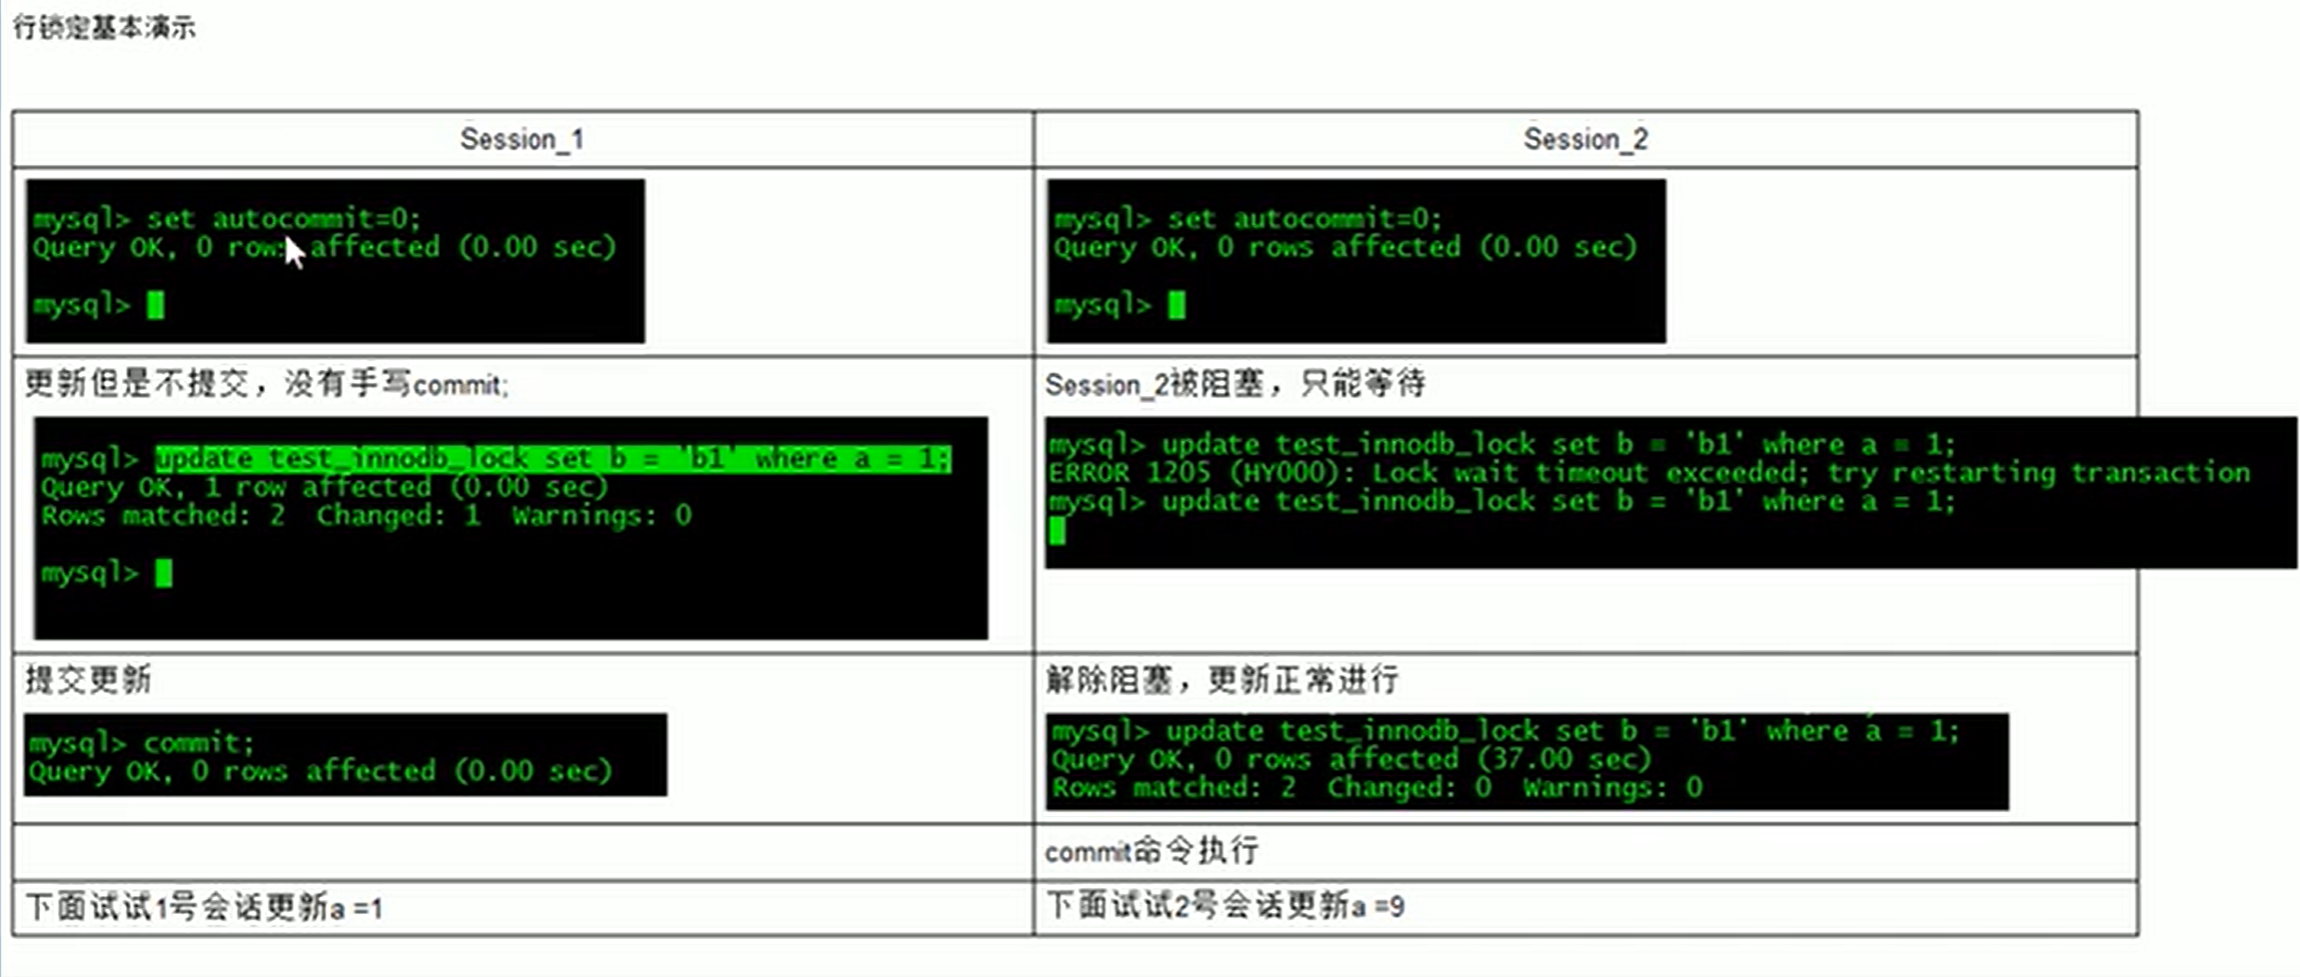 行锁定基本演示
Session_1
Session_2
mysql> set autocommit=0;
Query OK, 0 rows affected (0.00 sec)
mysql>
mysql> set autocommit=0;
Query OK, 0 rows affected (0.00 sec)
mysql>
更新但是不提交，没有手写commit;
mysql> update test_innodb_lock set b = 'b1' where a = 1;
Query OK, 1 row affected (0.00 sec)
Rows matched: 2  Changed: 1  Warnings: 0
mysql>
Session_2被阻塞，只能等待
mysql> update test_innodb_lock set b = 'b1' where a = 1;
ERROR 1205 (HY000): Lock wait timeout exceeded; try restarting transaction
mysql> update test_innodb_lock set b = 'b1' where a = 1;
提交更新
mysql> commit;
Query OK, 0 rows affected (0.00 sec)
解除阻塞，更新正常进行
mysql> update test_innodb_lock set b = 'b1' where a = 1;
Query OK, 0 rows affected (37.00 sec)
Rows matched: 2  Changed: 0  Warnings: 0
commit命令执行
下面试试1号会话更新a =1
下面试试2号会话更新a =9